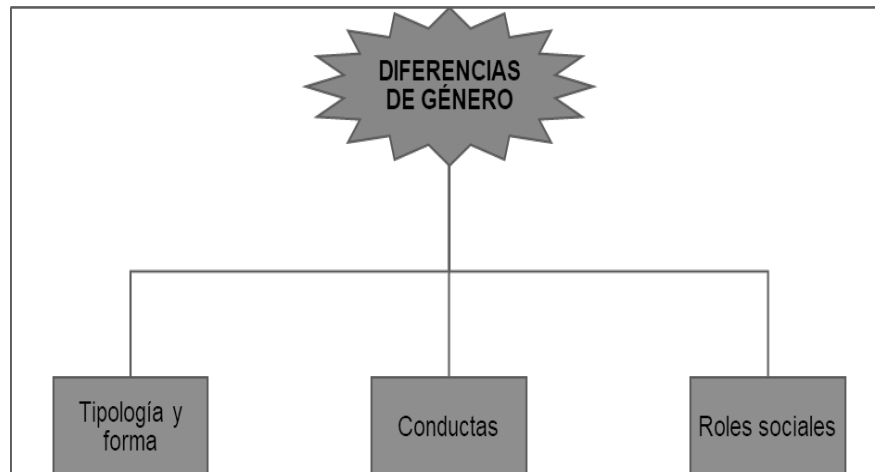 DIFERENCIAS
DE GÉNERO
Tipología y
forma
Conductas
Roles sociales